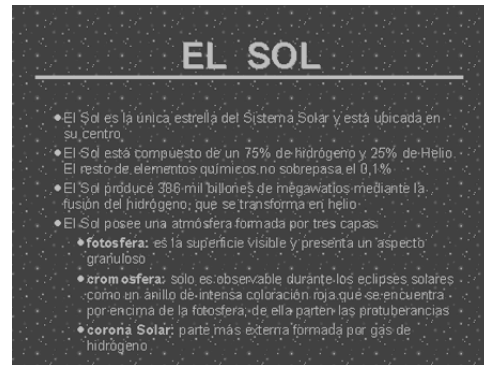 EL SOL
El Sol es la única estrella del Sistema Solar y está ubicada en
su centro
El Sol está compuesto de un 75% de hidrógeno y 25% de Helio.
El resto de elementos químicos no sobrepasa el 0,1%
El Sol produce 386 mil billones de megawatios mediante la
fusión del hidrógeno, que se transforma en helio
El Sol posee una atmósfera formada por tres capas:
fotosfera: es la superficie visible y presenta un aspecto
granuloso
cromosfera: solo es observable durante los eclipses solares
como un anillo de intensa coloración roja que se encuentra
por encima de la fotosfera, de ella parten las protuberancias
corona Solar: parte más externa formada por gas de
hidrógeno